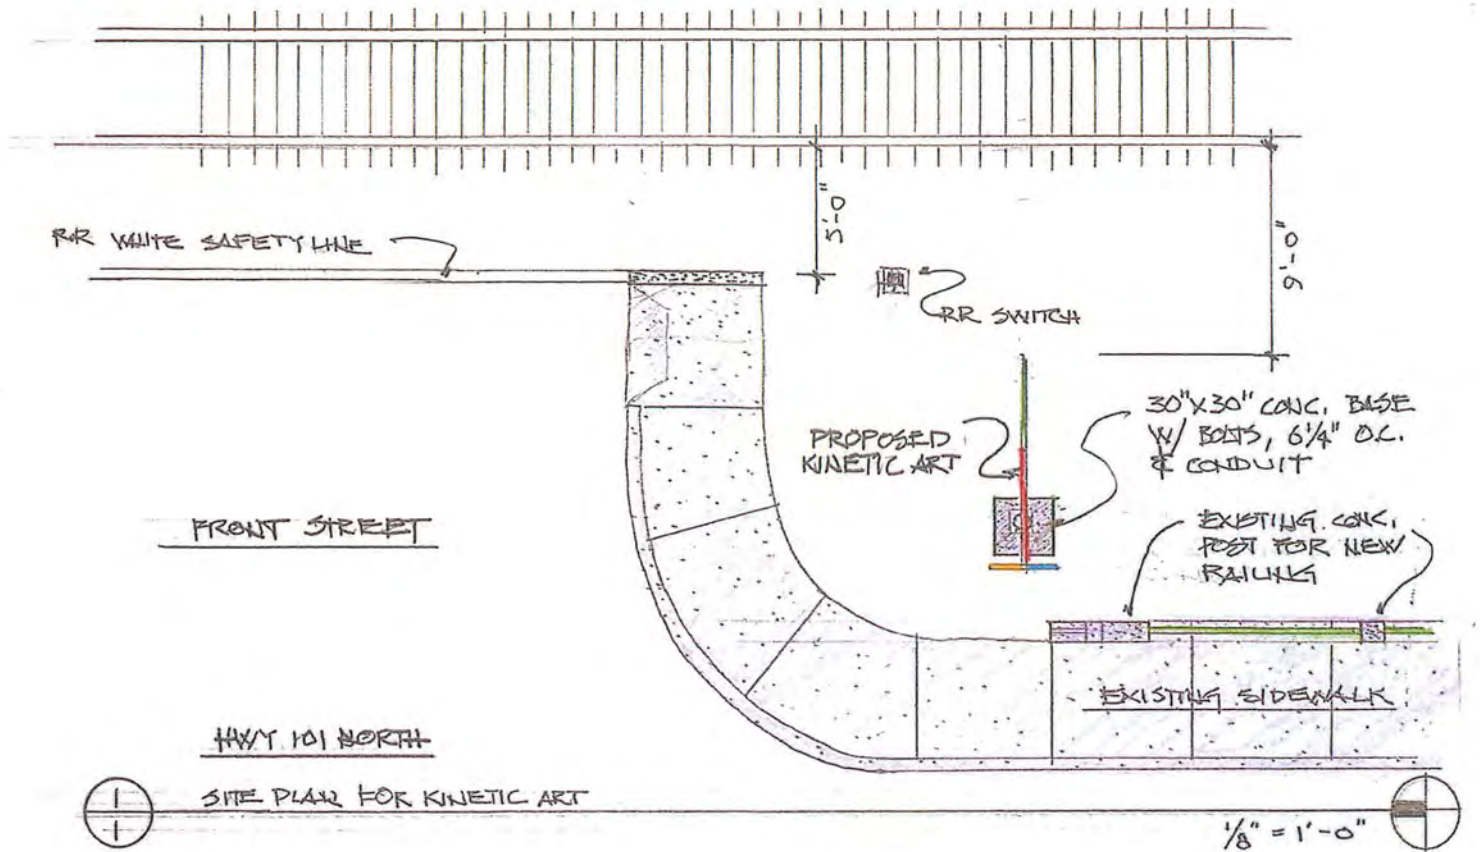 5'-0"
9'-0"
RR WHITE SAFETY LINE
RR SWITCH
PROPOSED
KINETIC ART
30"X30" CONC. BASE
W/ BOLTS, 6 1/4" O.C.
& CONDUIT
FRONT STREET
EXISTING CONC.
POST FOR NEW
RAILING
EXISTING SIDEWALK
HWY 101 NORTH
SITE PLAN FOR KINETIC ART
1/8" = 1'-0"